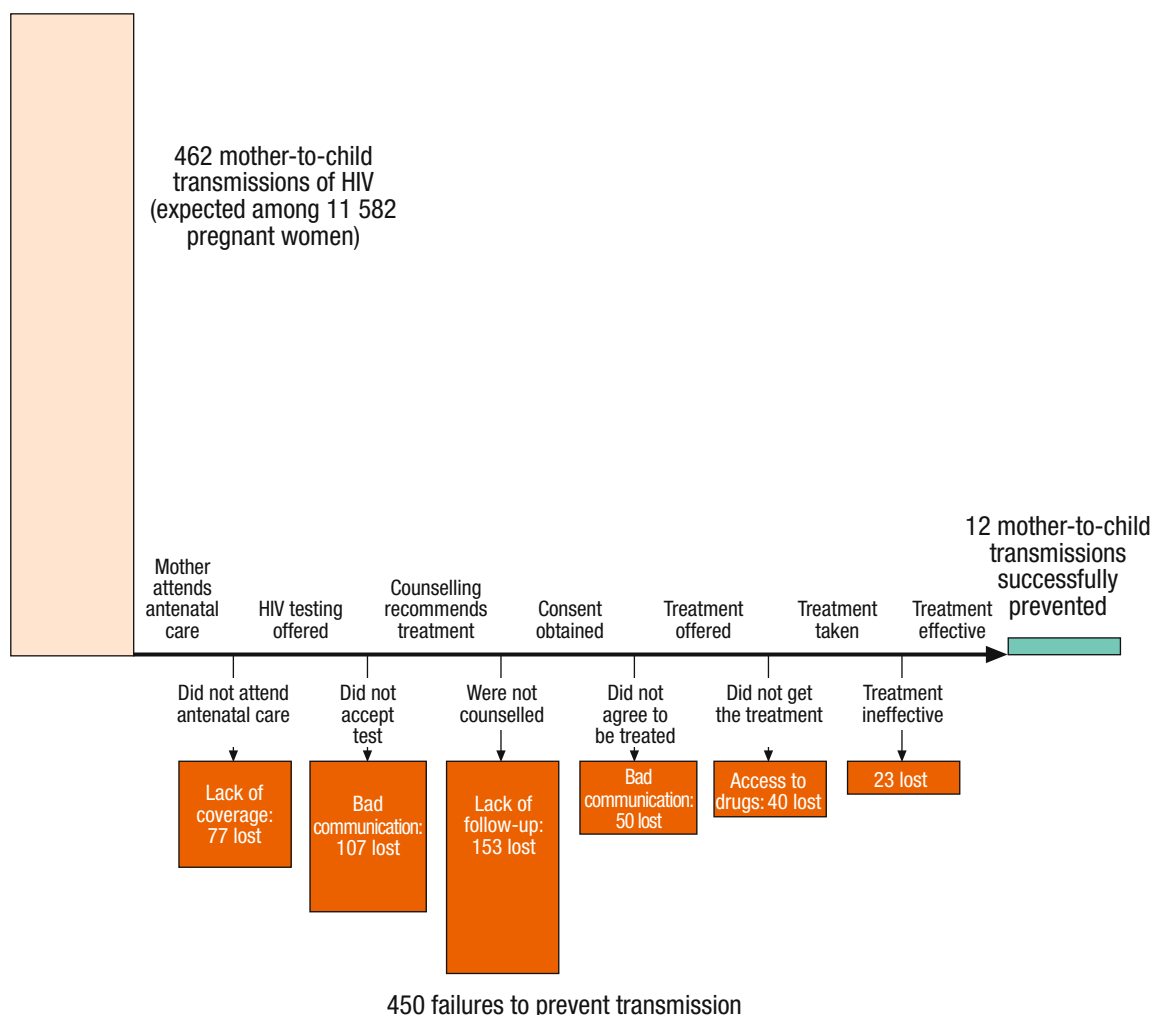 462 mother-to-child
transmissions of HIV
(expected among 11 582
pregnant women)
12 mother-to-child
transmissions
successfully
prevented
Mother
attends
antenatal
care
HIV testing
offered
Counselling
recommends
treatment
Consent
obtained
Treatment
offered
Treatment
taken
Treatment
effective
Did not attend
antenatal care
Did not
accept
test
Were not
counselled
Did not
agree to
be treated
Did not get
the treatment
Treatment
ineffective
Lack of
coverage:
77 lost
Bad
communication:
107 lost
Lack of
follow-up:
153 lost
Bad
communication:
50 lost
Access to
drugs: 40 lost
23 lost
450 failures to prevent transmission